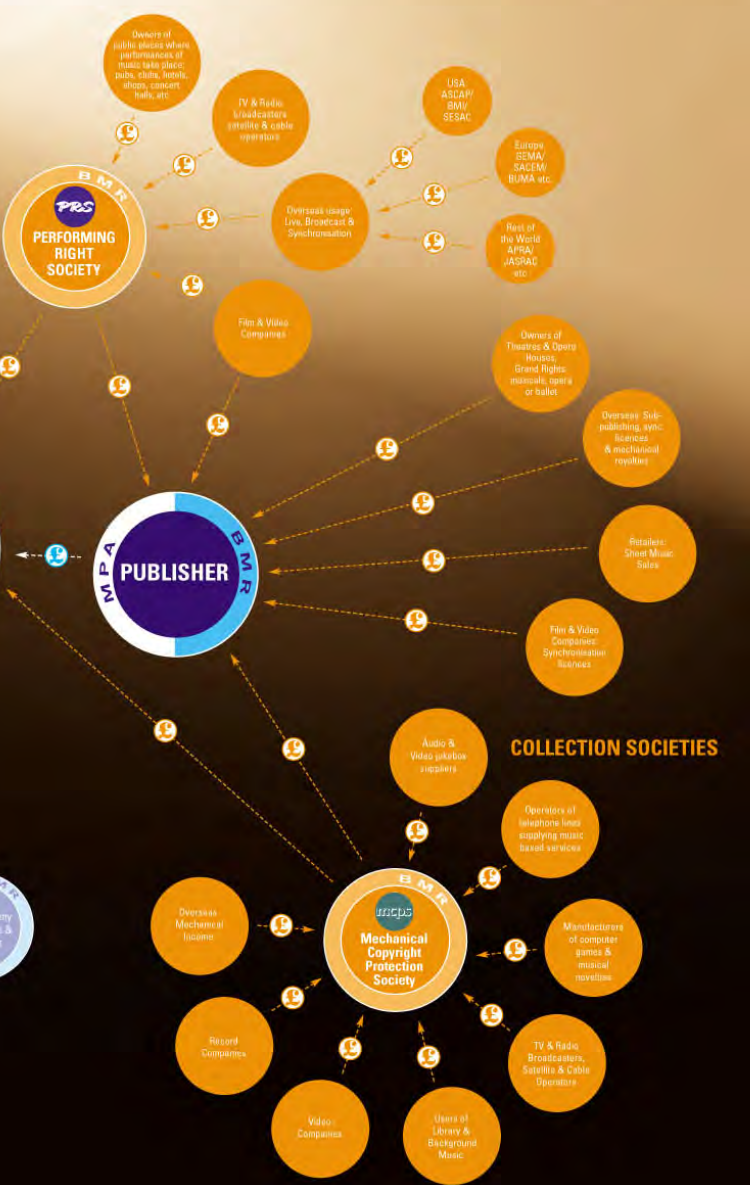 Owners of
public places where
performances of
music take place;
pubs, clubs, hotels,
shops, concert
halls, etc
£
TV & Radio
broadcasters
satellite & cable
operators
£
USA
ASCAP/
BMI/
SESAC
£
Europe
GEMA/
SACEM/
BUMA etc.
£
BMR
PRS
PERFORMING
RIGHT
SOCIETY
£
Overseas usage
Live, Broadcast &
Synchronisation
£
Rest of
the World
APRA/
JASRAC
etc
£
Film & Video
Companies
£
£
£
Owners of
Theatres & Opera
Houses,
Grand Rights
musicals, opera
or ballet
£
Overseas: Sub-
publishing, sync
licences
& mechanical
royalties
£
£
MPA
PUBLISHER
BMR
£
Retailers:
Sheet Music
Sales
£
Film & Video
Companies:
Synchronisation
licences
£
£
Audio &
Video jukebox
suppliers
COLLECTION SOCIETIES
£
Operators of
telephone lines
supplying music
based services
£
BMR
mcps
Mechanical
Copyright
Protection
Society
Overseas
Mechanical
Income
£
Manufacturers
of computer
games &
musical
novelties
£
Record
Companies
£
TV & Radio
Broadcasters,
Satellite & Cable
Operators
£
Video
Companies
£
Users of
Library &
Background
Music
£